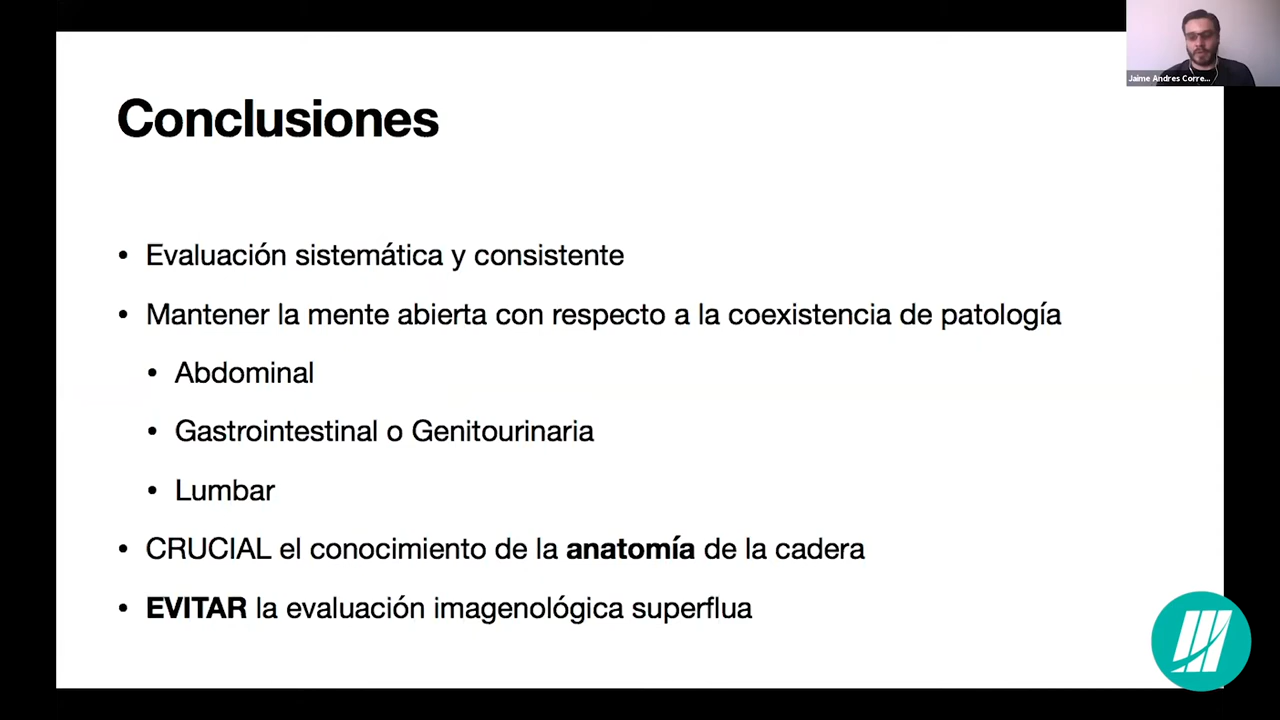 Jaime Andres Corre...
Conclusiones
• Evaluación sistemática y consistente
• Mantener la mente abierta con respecto a la coexistencia de patología
• Abdominal
• Gastrointestinal o Genitourinaria
• Lumbar
• CRUCIAL el conocimiento de la anatomía de la cadera
• EVITAR la evaluación imagenológica superflua